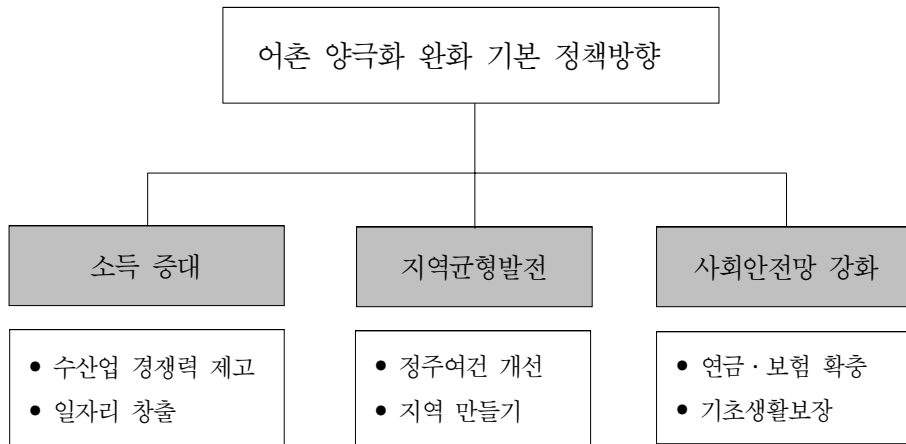 어촌 양극화 완화 기본 정책방향
소득 증대
지역균형발전
사회안전망 강화
• 수산업 경쟁력 제고
• 일자리 창출
• 정주여건 개선
• 지역 만들기
• 연금·보험 확충
• 기초생활보장